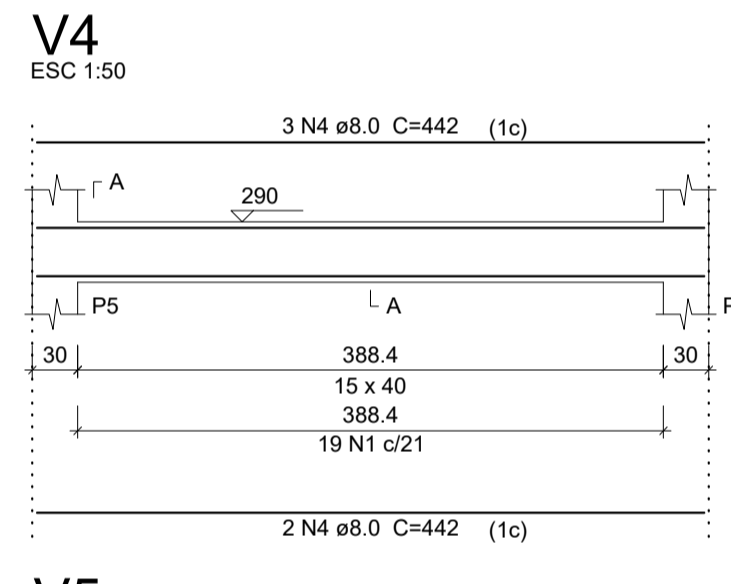 V4
ESC 1:50
3 N4 ø8.0 C=442 (1c)
A
290
P5
A
30
388.4
30
15 x 40
388.4
19 N1 c/21
2 N4 ø8.0 C=442 (1c)